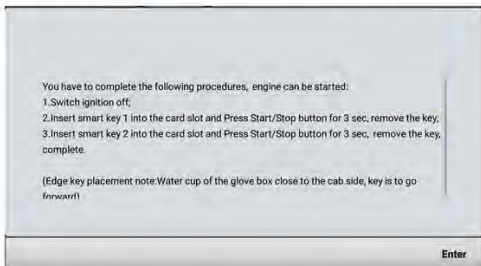 You have to complete the following procedures, engine can be started:
1.Switch ignition off;
2.Insert smart key 1 into the card slot and Press Start/Stop button for 3 sec, remove the key;
3.Insert smart key 2 into the card slot and Press Start/Stop button for 3 sec, remove the key,
complete.
(Edge key placement note:Water cup of the glove box close to the cab side, key is to go
forward)
Enter